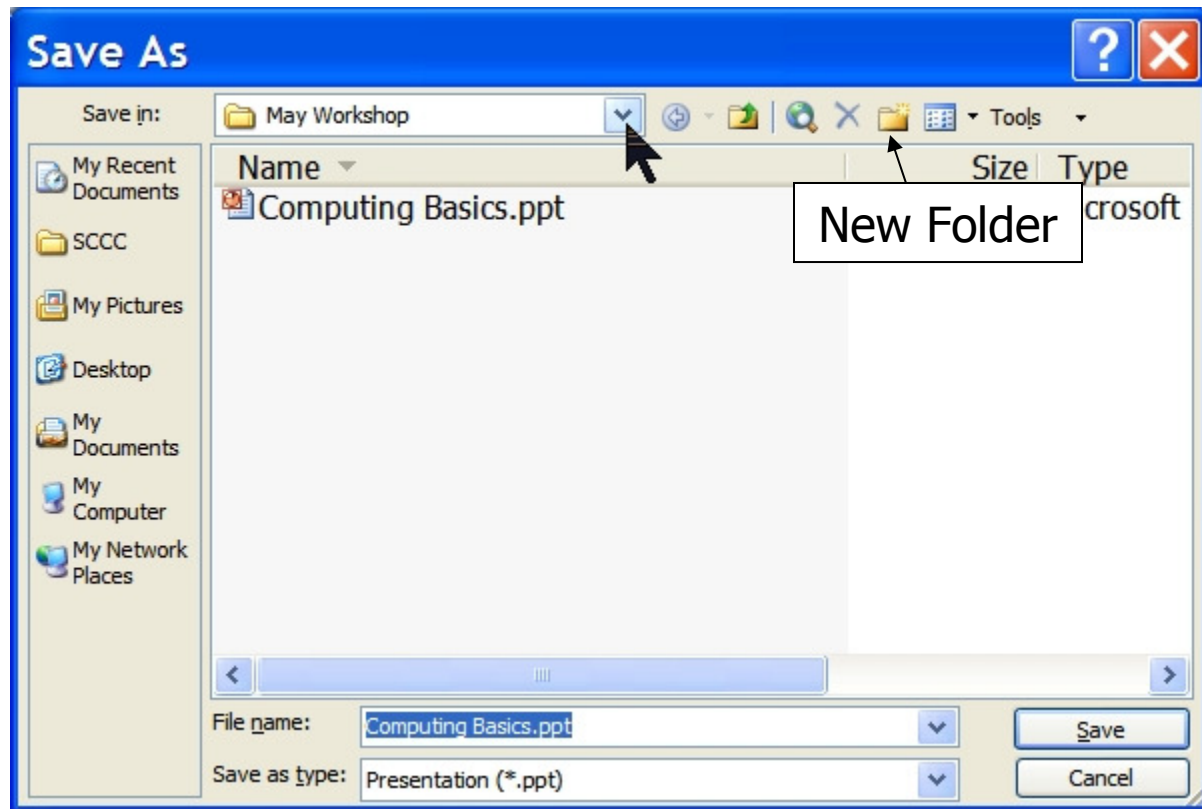 Save As
Save in:
May Workshop
Tools
My Recent
Documents
SCCC
My Pictures
Desktop
My
Documents
My
Computer
My Network
Places
Name
Size
Type
Computing Basics.ppt
crosoft
New Folder
File name:
Computing Basics.ppt
Save
Save as type:
Presentation (*.ppt)
Cancel